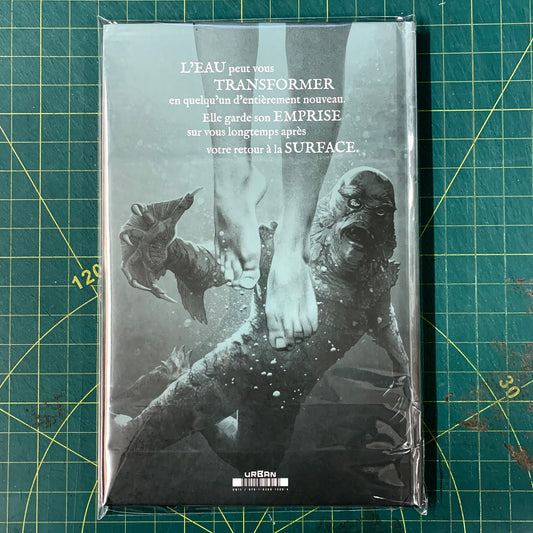 L'EAU peut vous
TRANSFORMER
en quelqu'un d'entièrement nouveau.
Elle garde son EMPRISE
sur vous longtemps après
votre retour à la SURFACE.
120
30
URBAN